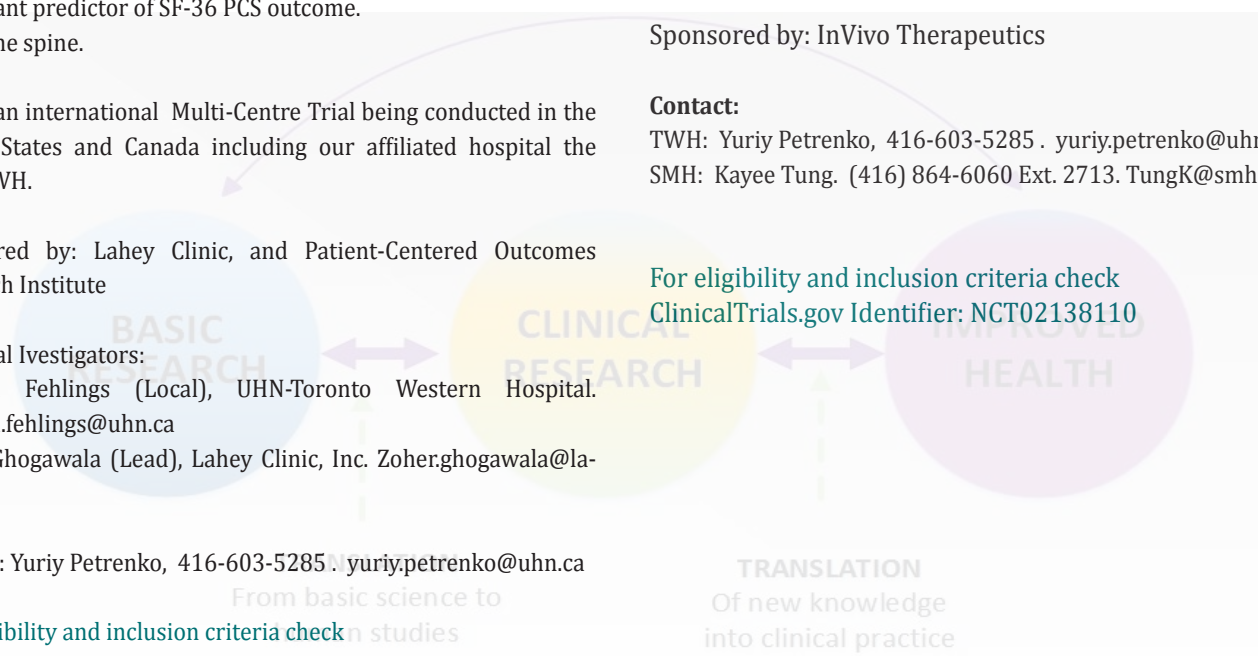 ant predictor of SF-36 PCS outcome.
ne spine.
an international Multi-Centre Trial being conducted in the
States and Canada including our affiliated hospital the
WH.
red by: Lahey Clinic, and Patient-Centered Outcomes
h Institute
al Ivestigators:
Fehlings (Local), UHN-Toronto Western Hospital.
.fehlings@uhn.ca
Ghogawala (Lead), Lahey Clinic, Inc. Zoher.ghogawala@la-
: Yuriy Petrenko, 416-603-5285 . yuriy.petrenko@uhn.ca
ibility and inclusion criteria check
Sponsored by: InVivo Therapeutics
Contact:
TWH: Yuriy Petrenko, 416-603-5285 . yuriy.petrenko@uhn
SMH: Kayee Tung. (416) 864-6060 Ext. 2713. TungK@smh.
For eligibility and inclusion criteria check
ClinicalTrials.gov Identifier: NCT02138110
BASIC
RESEARCH
CLINICAL
RESEARCH
IMPROVED
HEALTH
From basic science to
studies
TRANSLATION
Of new knowledge
into clinical practice